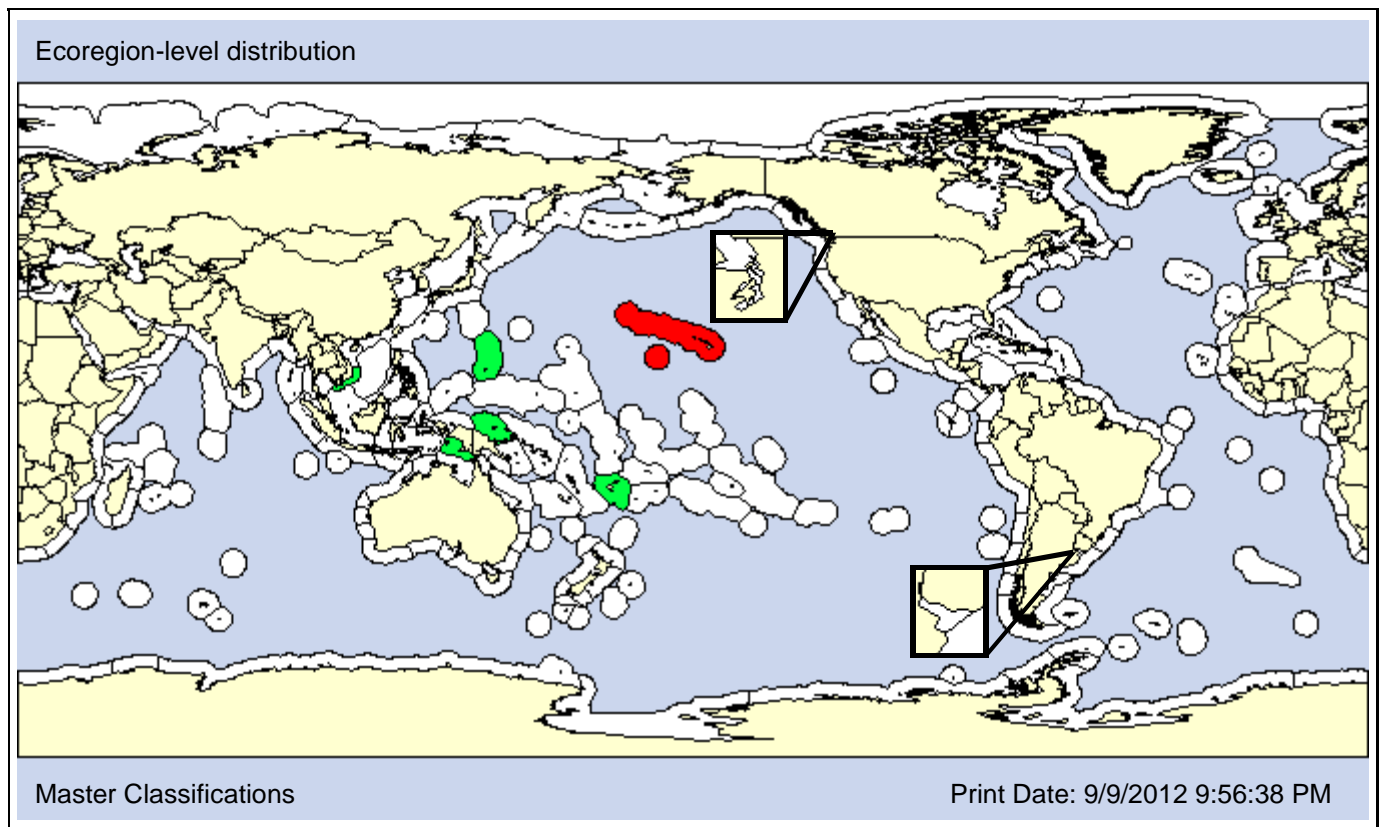 Ecoregion-level distribution
Master Classifications
Print Date: 9/9/2012 9:56:38 PM